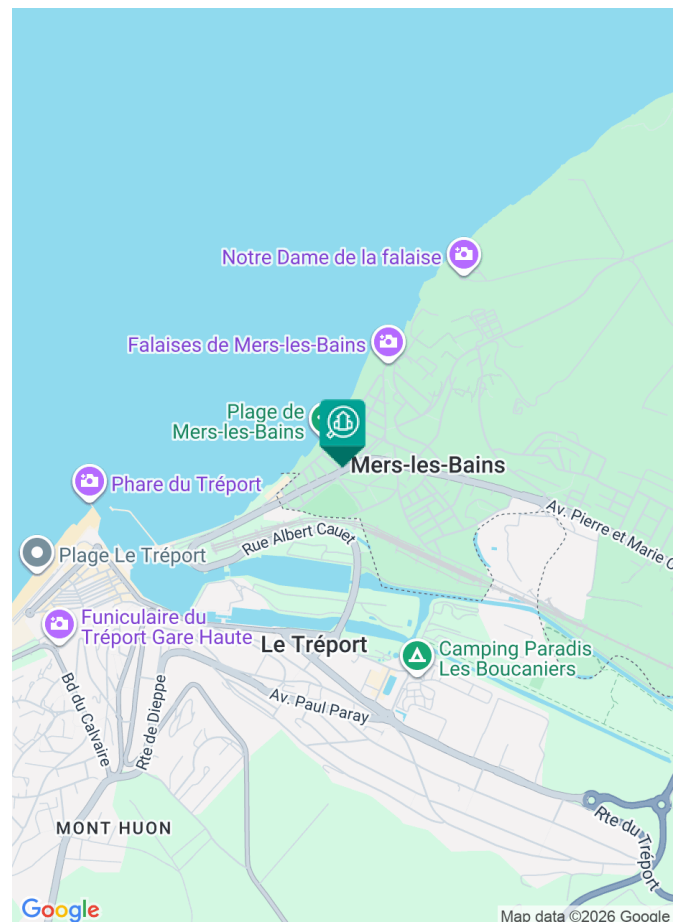 Notre Dame de la falaise
Falaises de Mers-les-Bains
Plage de
Mers-les-Bains
Mers-les-Bains
Phare du Tréport
Av. Pierre et Marie C
Rue Albert Cauet
Plage Le Tréport
Funiculaire du
Tréport Gare Haute
Le Tréport
Camping Paradis
Les Boucaniers
Bd du Calvaire
Rte de Dieppe
Av. Paul Paray
Rte du Tréport
MONT HUON
Google
Map data ©2026 Google